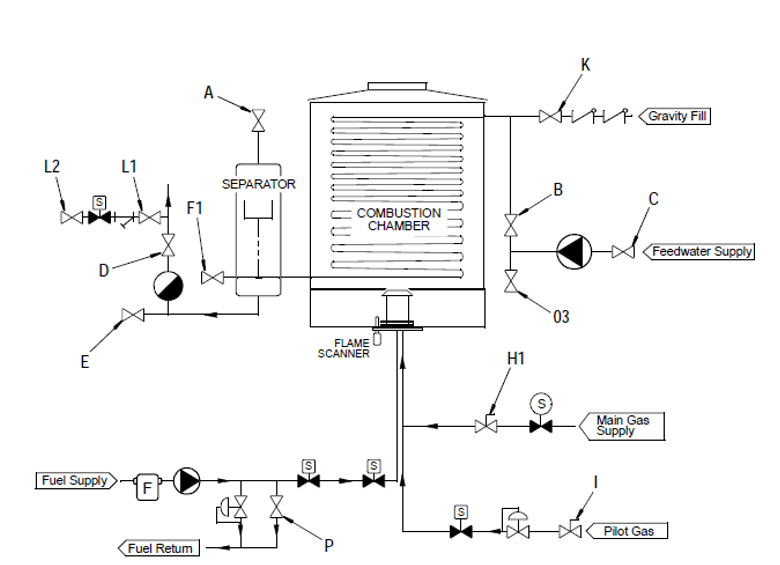 K
A
Gravity Fill
L2
L1
S
SEPARATOR
F1
B
C
COMBUSTION
CHAMBER
D
Feedwater Supply
E
03
FLAME
SCANNER
H1
S
Main Gas
Supply
S
S
Fuel Supply
F
I
S
Pilot Gas
P
Fuel Return